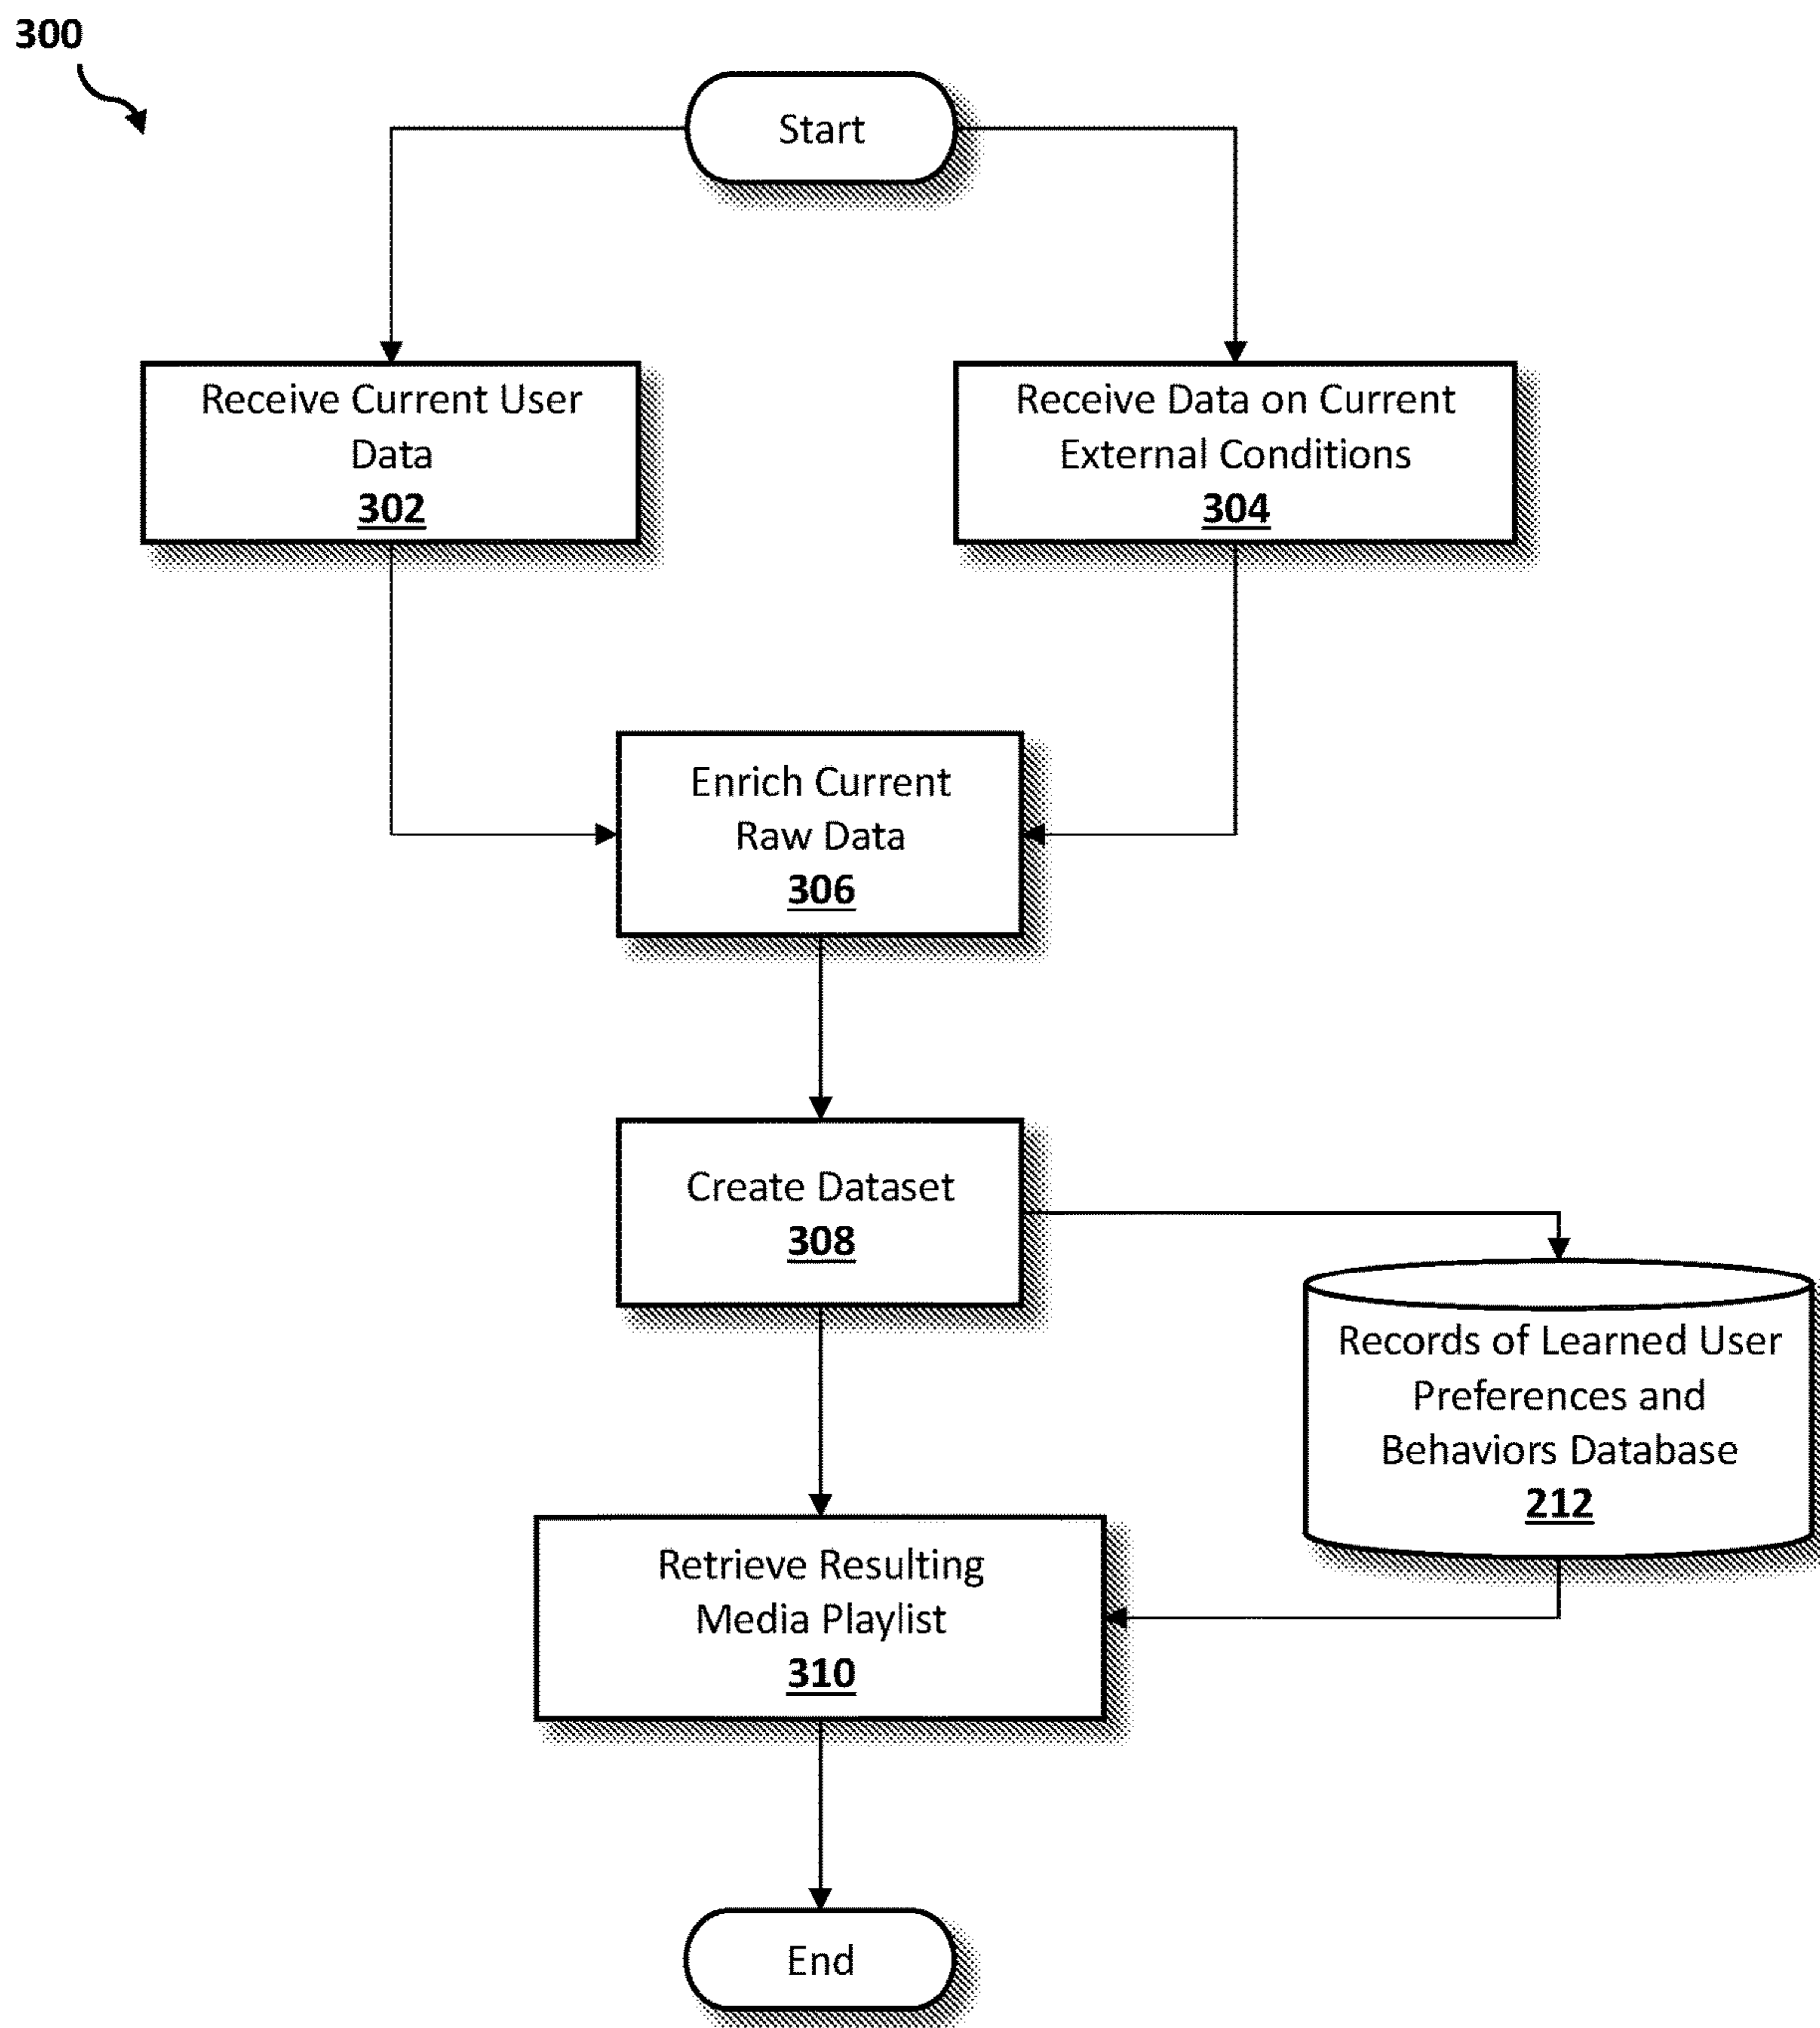 300
Start
Receive Current User
Data
302
Receive Data on Current
External Conditions
304
Enrich Current
Raw Data
306
Create Dataset
308
Records of Learned User
Preferences and
Behaviors Database
212
Retrieve Resulting
Media Playlist
310
End